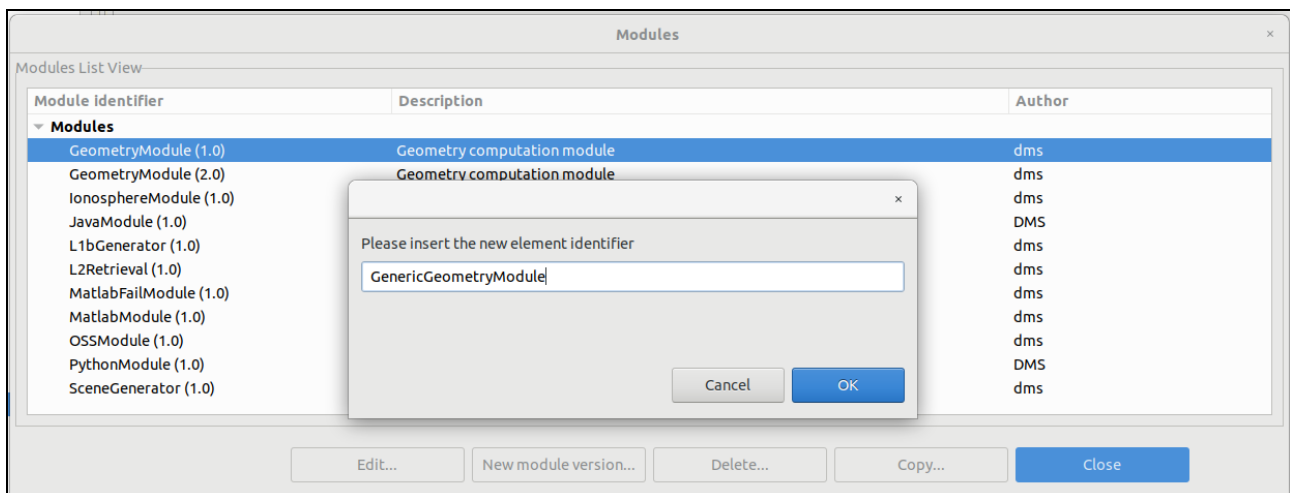 Modules ×
Modules List View
Module identifier Description Author
Modules
GeometryModule (1.0) Geometry computation module dms
GeometryModule (2.0) Geometry computation module dms
IonosphereModule (1.0) × dms
JavaModule (1.0) DMS
L1bGenerator (1.0) Please insert the new element identifier dms
L2Retrieval (1.0) GenericGeometryModule dms
MatlabFailModule (1.0) dms
MatlabModule (1.0) dms
OSSModule (1.0) dms
PythonModule (1.0) DMS
SceneGenerator (1.0) Cancel OK dms
Edit... New module version... Delete... Copy... Close